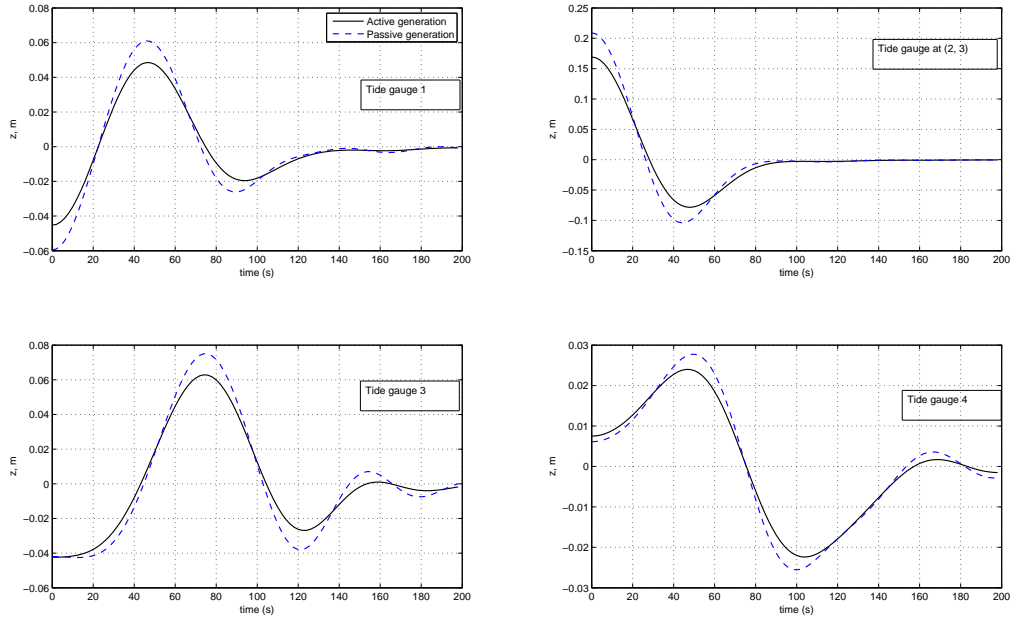 Active generation
Passive generation
Tide gauge 1
0.08
0.06
0.04
0.02
0
−0.02
−0.04
−0.06
z, m
0 20 40 60 80 100 120 140 160 180 200
time (s)
Tide gauge at (2, 3)
0.25
0.2
0.15
0.1
0.05
0
−0.05
−0.1
−0.15
z, m
0 20 40 60 80 100 120 140 160 180 200
time (s)
Tide gauge 3
0.08
0.06
0.04
0.02
0
−0.02
−0.04
−0.06
z, m
0 20 40 60 80 100 120 140 160 180 200
time (s)
Tide gauge 4
0.03
0.02
0.01
0
−0.01
−0.02
−0.03
z, m
0 20 40 60 80 100 120 140 160 180 200
time (s)